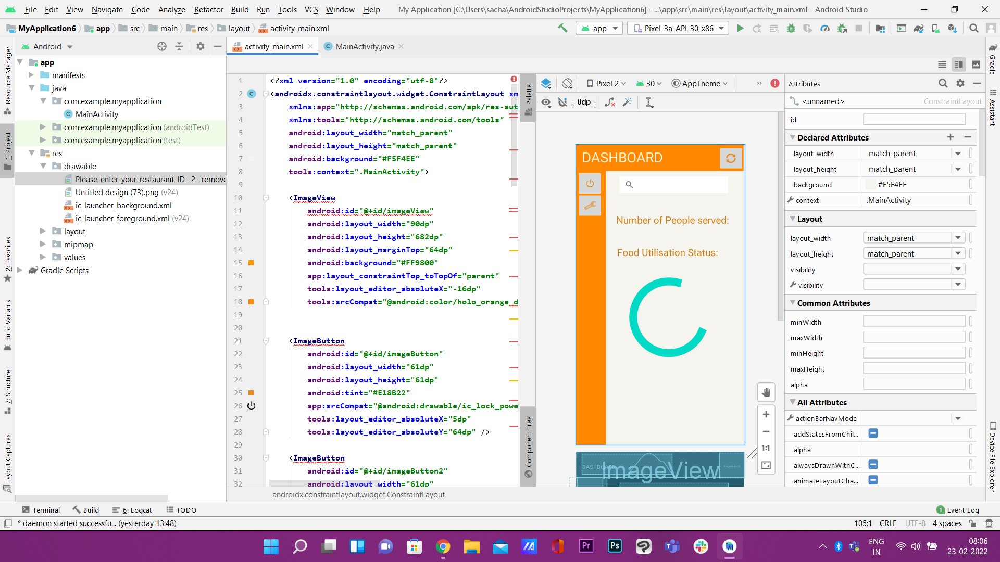 File Edit View Navigate Code Analyze Refactor Build Run Tools VCS Window Help My Application [C:\Users\sacha\AndroidStudioProjects\MyApplication6] - ...\app\src\main\res\layout\activity_main.xml - Android Studio
MyApplication6 app src main res layout activity_main.xml app Pixel_3a_API_30_x86
Android activity_main.xml MainActivity.java
app
manifests
java
com.example.myapplication
MainActivity
com.example.myapplication (androidTest)
com.example.myapplication (test)
res
drawable
Please_enter_your_restaurant_ID__2_-remove
Untitled design (73).png (v24)
ic_launcher_background.xml
ic_launcher_foreground.xml (v24)
layout
mipmap
values
Gradle Scripts
Resource Manager
1: Project
2: Favorites
Build Variants
7: Structure
Layout Captures
1 <?xml version="1.0" encoding="utf-8"?>
2 <androidx.constraintlayout.widget.ConstraintLayout xm
3 xmlns:app="http://schemas.android.com/apk/res-aut
4 xmlns:tools="http://schemas.android.com/tools"
5 android:layout_width="match_parent"
6 android:layout_height="match_parent"
7 android:background="#F5F4EE"
8 tools:context=".MainActivity">
9
10 <ImageView
11 android:id="@+id/imageView"
12 android:layout_width="90dp"
13 android:layout_height="682dp"
14 android:layout_marginTop="64dp"
15 android:background="#FF9800"
16 app:layout_constraintTop_toTopOf="parent"
17 tools:layout_editor_absoluteX="-16dp"
18 tools:srcCompat="@android:color/holo_orange_d
19
20
21 <ImageButton
22 android:id="@+id/imageButton"
23 android:layout_width="61dp"
24 android:layout_height="61dp"
25 android:tint="#E18B22"
26 app:srcCompat="@android:drawable/ic_lock_powe
27 tools:layout_editor_absoluteX="5dp"
28 tools:layout_editor_absoluteY="64dp" />
29
30 <ImageButton
31 android:id="@+id/imageButton2"
32 android:layout_width="61dp"
androidx.constraintlayout.widget.ConstraintLayout
Palette
Component Tree
Pixel 2 30 AppTheme
0dp
DASHBOARD
Number of People served:
Food Utilisation Status:
DASHBOARD
ImageView
1:1
Attributes
<unnamed> ConstraintLayout
id
Declared Attributes
layout_width match_parent
layout_height match_parent
background #F5F4EE
context .MainActivity
Layout
layout_width match_parent
layout_height match_parent
visibility
visibility
Common Attributes
minWidth
maxWidth
minHeight
maxHeight
alpha
All Attributes
actionBarNavMode
addStatesFromChil...
alpha
alwaysDrawnWithC...
animateLayoutCha...
Gradle
Assistant
Device File Explorer
Terminal Build 6: Logcat TODO 1 Event Log
* daemon started successfu... (yesterday 13:48) 105:1 CRLF UTF-8 4 spaces
Pr Ps ENG IN 08:06 23-02-2022